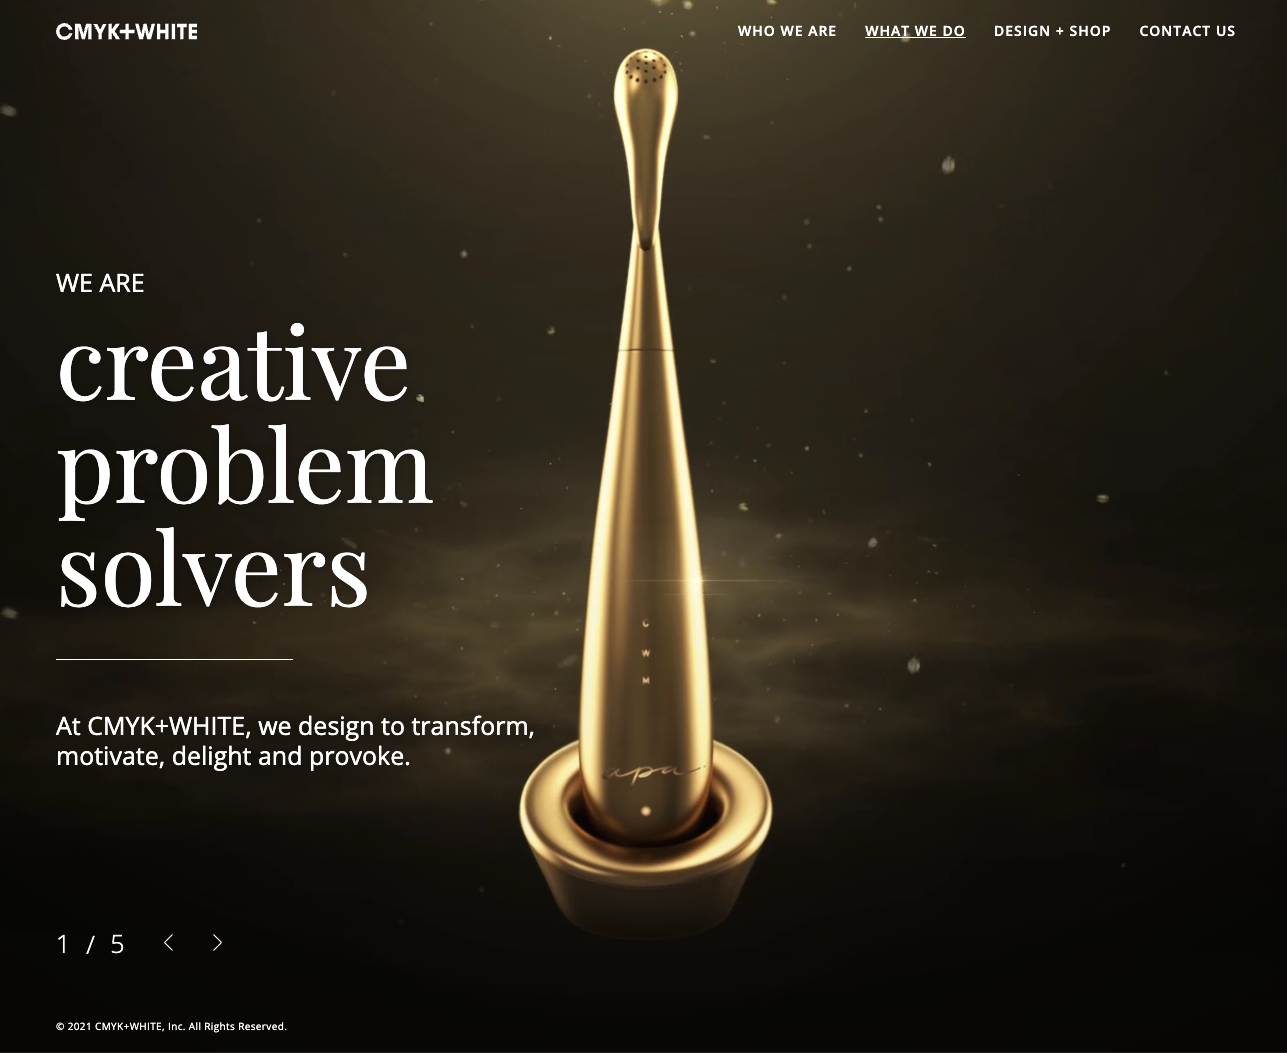 CMYK+WHITE
WHO WE ARE WHAT WE DO DESIGN + SHOP CONTACT US
WE ARE
creative
problem
solvers
At CMYK+WHITE, we design to transform,
motivate, delight and provoke.
C
W
M
apa
1 / 5
© 2021 CMYK+WHITE, Inc. All Rights Reserved.